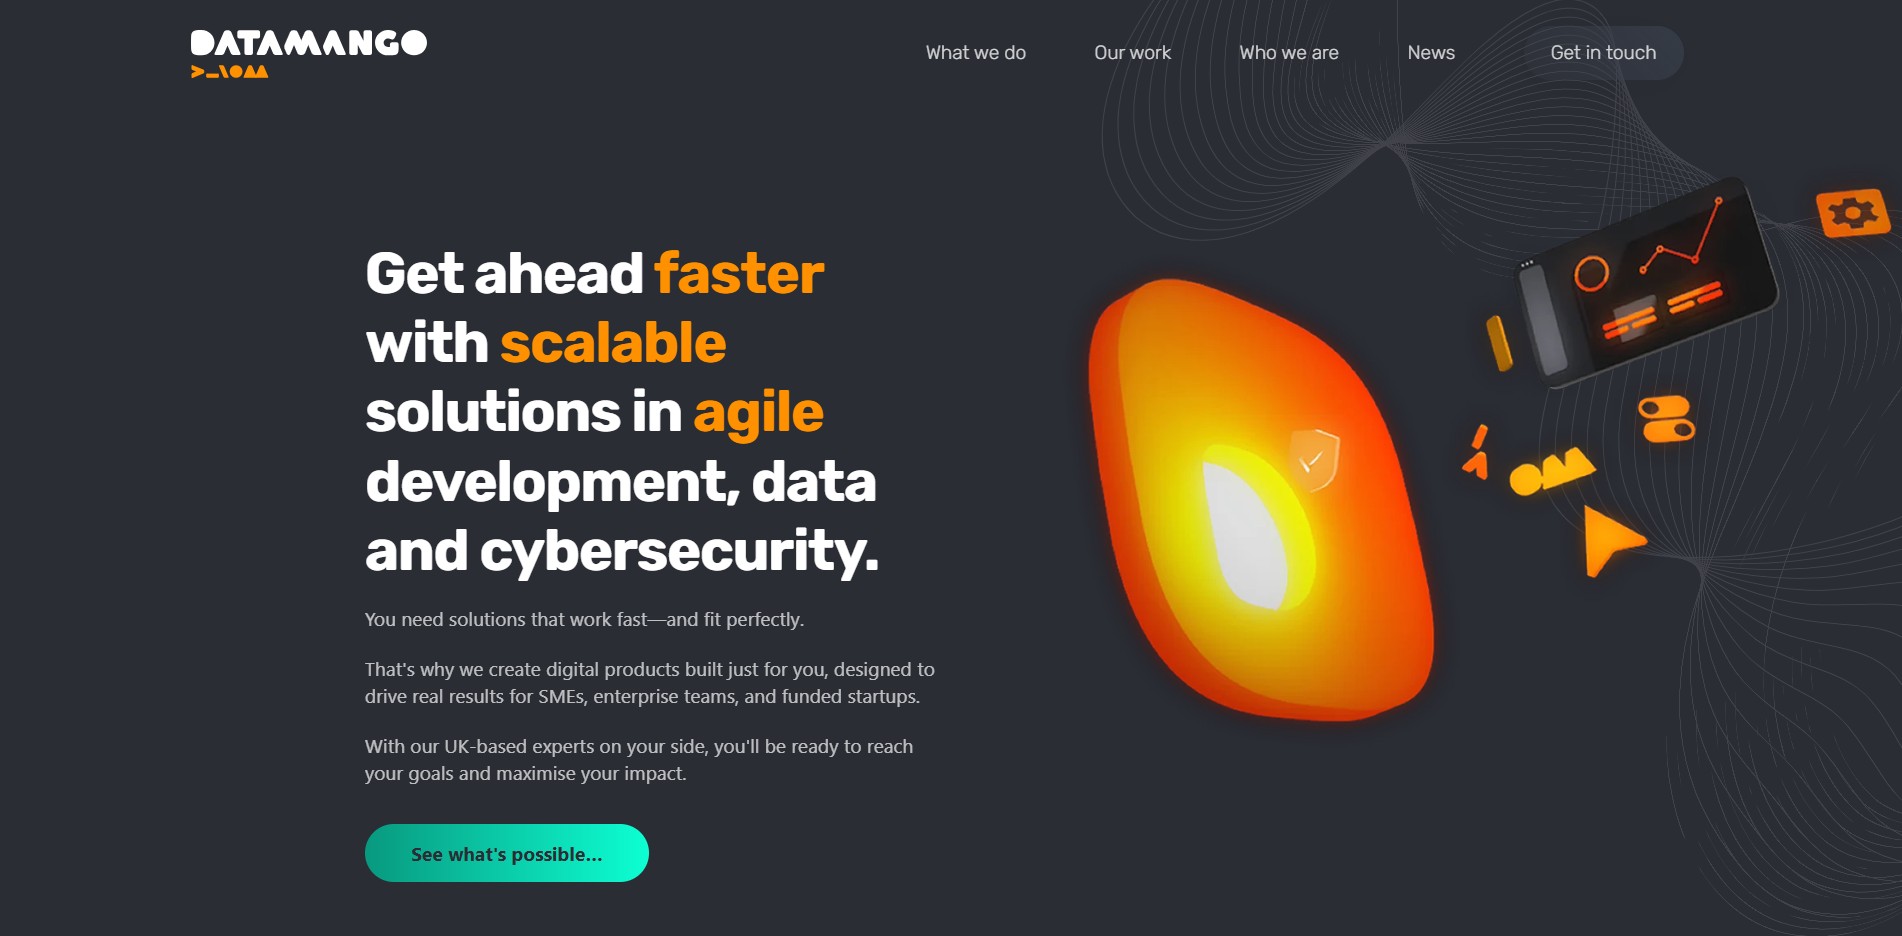 DATAMANGO
What we do
Our work
Who we are
News
Get in touch
Get ahead faster
with scalable
solutions in agile
development, data
and cybersecurity.
You need solutions that work fast—and fit perfectly.
That's why we create digital products built just for you, designed to
drive real results for SMEs, enterprise teams, and funded startups.
With our UK-based experts on your side, you'll be ready to reach
your goals and maximise your impact.
See what's possible...